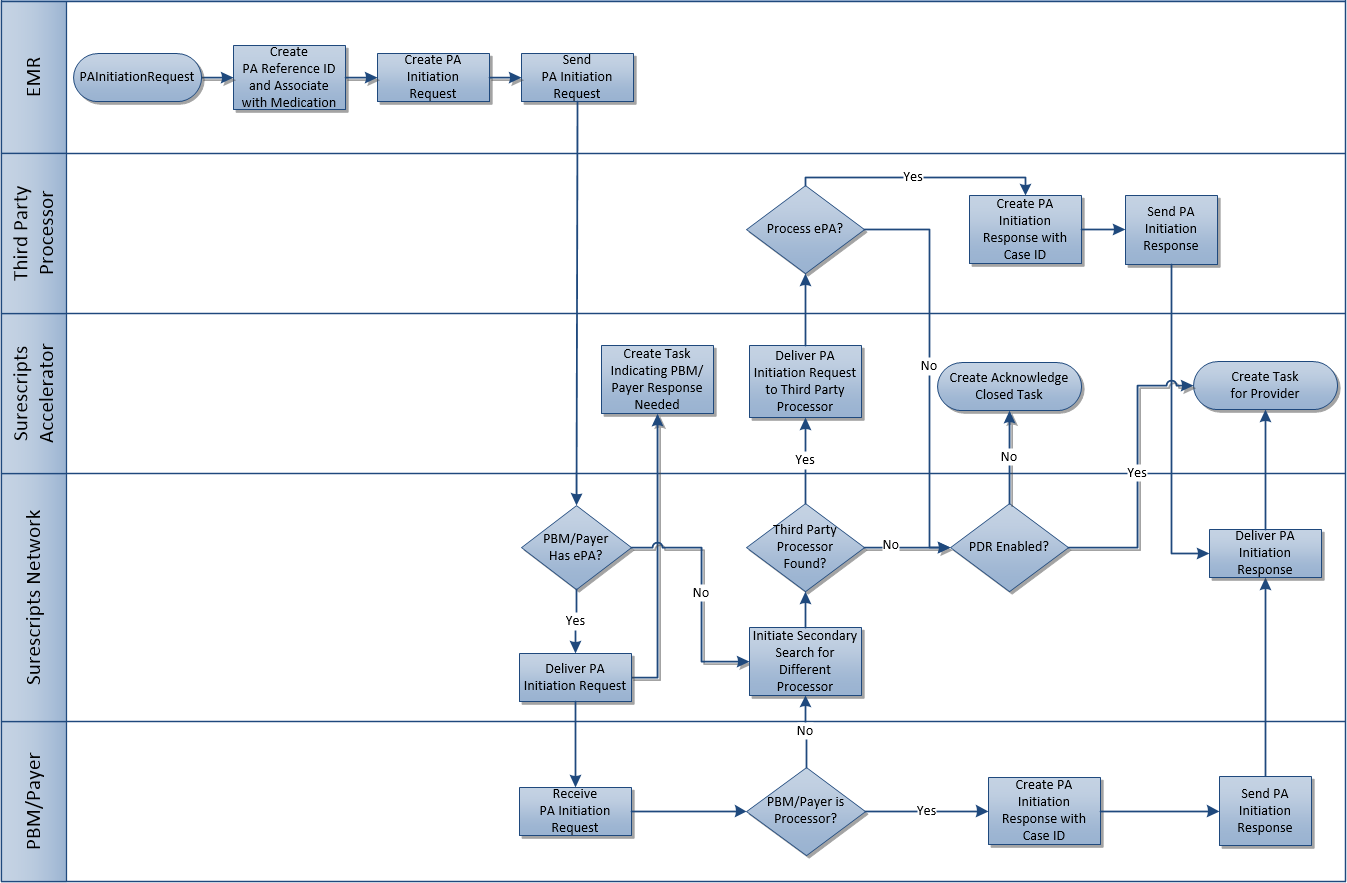 EMR
PAInitiationRequest
Create
PA Reference ID
and Associate
with Medication
Create PA
Initiation
Request
Send
PA Initiation
Request
Third Party
Processor
Process ePA?
Yes
No
Create PA
Initiation
Response with
Case ID
Send PA
Initiation
Response
Surescripts
Accelerator
Create Task
Indicating PBM/
Payer Response
Needed
Deliver PA
Initiation Request
to Third Party
Processor
Create Acknowledge
Closed Task
Create Task
for Provider
Yes
No
Yes
Surescripts Network
PBM/Payer
Has ePA?
Yes
No
Third Party
Processor
Found?
No
PDR Enabled?
Deliver PA
Initiation
Response
Deliver PA
Initiation Request
Initiate Secondary
Search for
Different
Processor
PBM/Payer
No
Receive
PA Initiation
Request
PBM/Payer is
Processor?
Yes
Create PA
Initiation
Response with
Case ID
Send PA
Initiation
Response